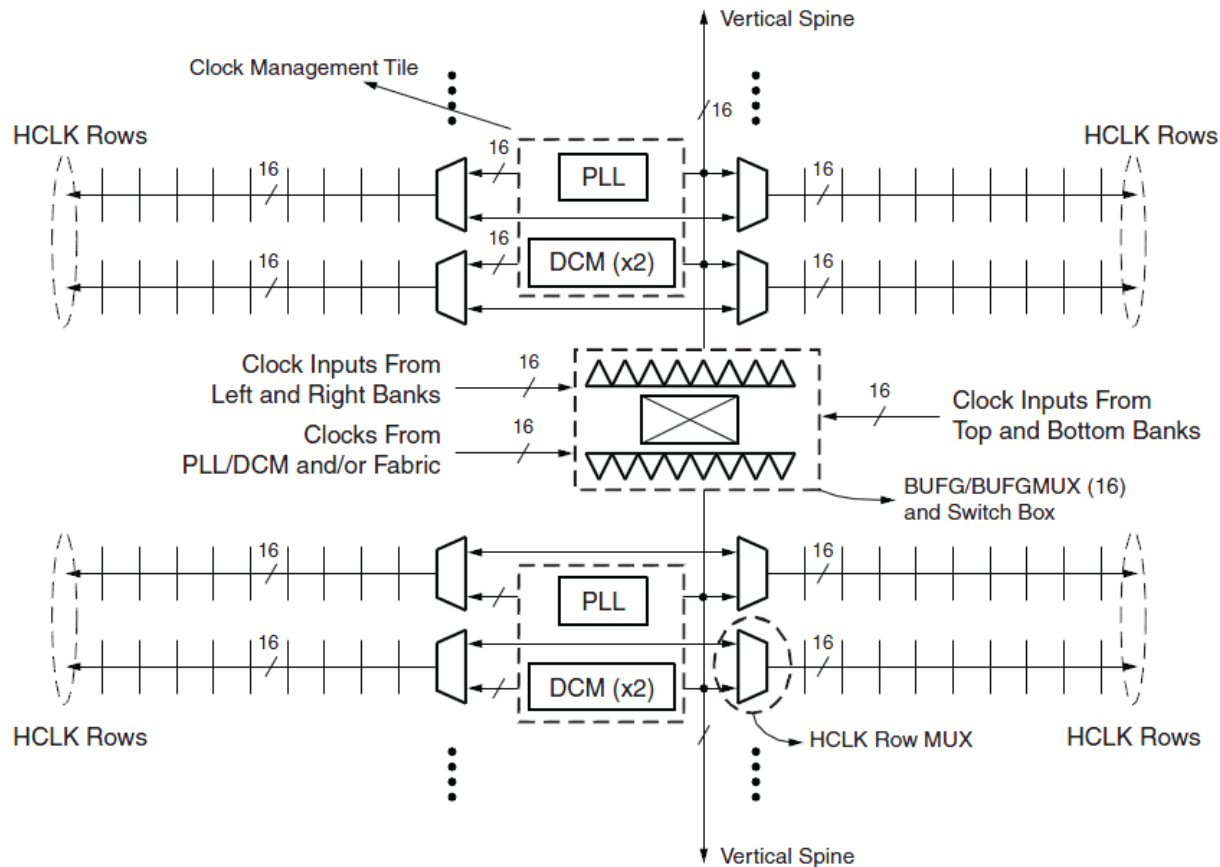 Vertical Spine
Clock Management Tile
16
HCLK Rows
HCLK Rows
16
16
16
PLL
16
16
16
DCM (x2)
16
Clock Inputs From
Left and Right Banks
16
16
Clock Inputs From
Top and Bottom Banks
Clocks From
PLL/DCM and/or Fabric
16
BUFG/BUFGMUX (16)
and Switch Box
16
16
PLL
16
16
DCM (x2)
HCLK Rows
HCLK Row MUX
HCLK Rows
Vertical Spine